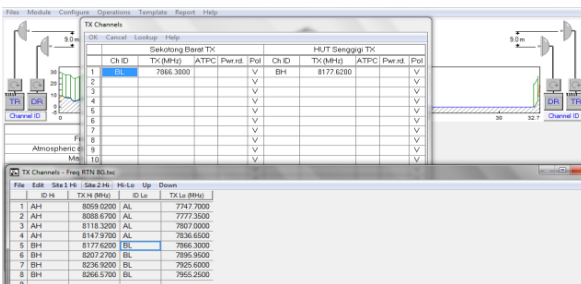 Files Module Configure Operations Template Report Help
TX Channels
OK Cancel Lookup Help
Sekotong Barat TX HUT Senggigi TX
Ch ID TX (MHz) ATPC Pwr.rd. Pol Ch ID TX (MHz) ATPC Pwr.rd. Pol
1 BL 7866.3000 V BH 8177.6200 V
2 V V
3 V V
4 V V
5 V V
6 V V
7 V V
8 V V
9 V V
10 V V
9.0 m
9.0 m
30
20
10
0
0 30 32.7
TR DR DR TR
Channel ID Channel ID
Atmospheric
TX Channels - Freq RTN 8G.txc
File Edit Site 1 Hi Site 2 Hi Hi-Lo Up Down
ID Hi TX Hi (MHz) ID Lo TX Lo (MHz)
1 AH 8059.0200 AL 7747.7000
2 AH 8088.6700 AL 7777.3500
3 AH 8118.3200 AL 7807.0000
4 AH 8147.9700 AL 7836.6500
5 BH 8177.6200 BL 7866.3000
6 BH 8207.2700 BL 7895.9500
7 BH 8236.9200 BL 7925.6000
8 BH 8266.5700 BL 7955.2500